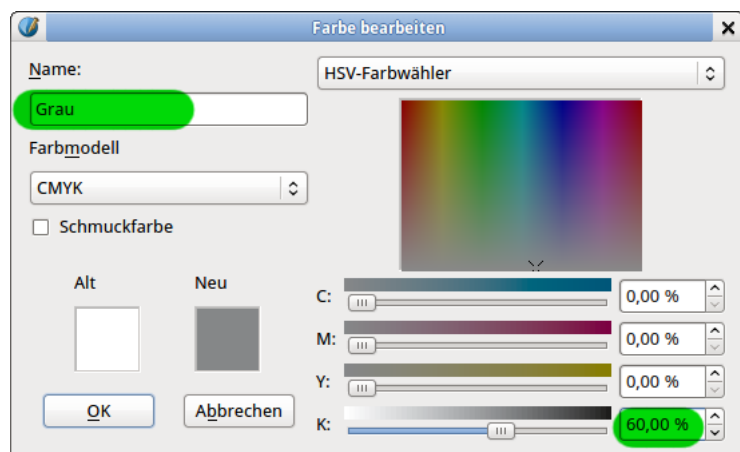 Farbe bearbeiten
Name:
HSV-Farbwähler
Grau
Farbmodell
CMYK
Schmuckfarbe
Alt
Neu
C:
0,00 %
M:
0,00 %
Y:
0,00 %
OK
Abbrechen
K:
60,00 %